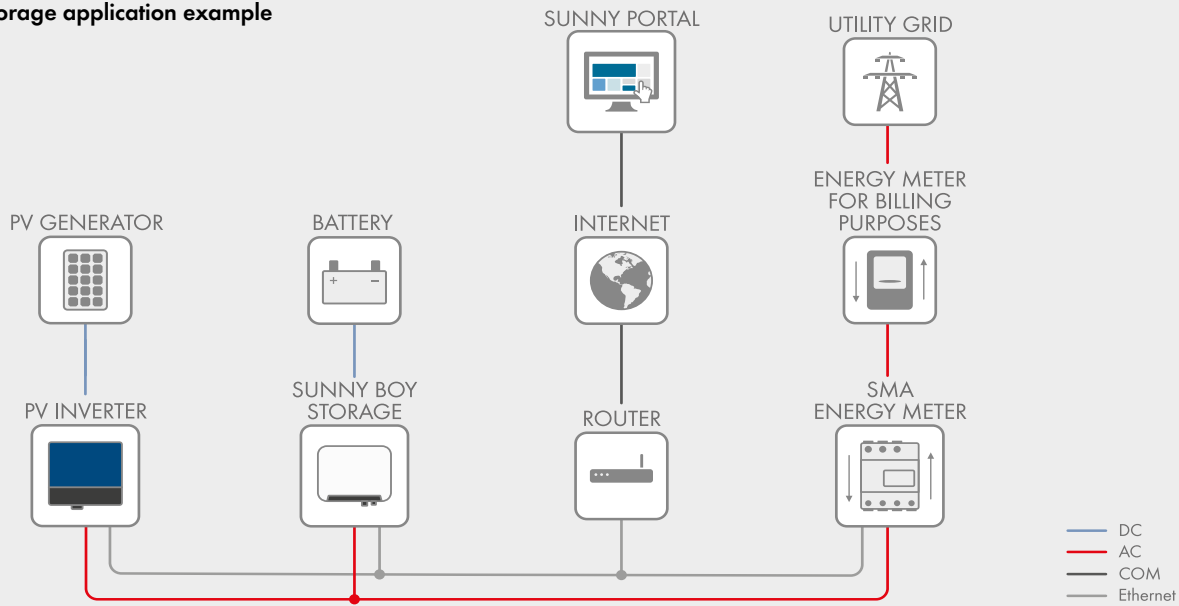 orage application example
SUNNY PORTAL
UTILITY GRID
ENERGY METER
FOR BILLING
PURPOSES
PV GENERATOR
BATTERY
INTERNET
+ −
SUNNY BOY
STORAGE
SMA
ENERGY METER
PV INVERTER
ROUTER
DC
AC
COM
Ethernet